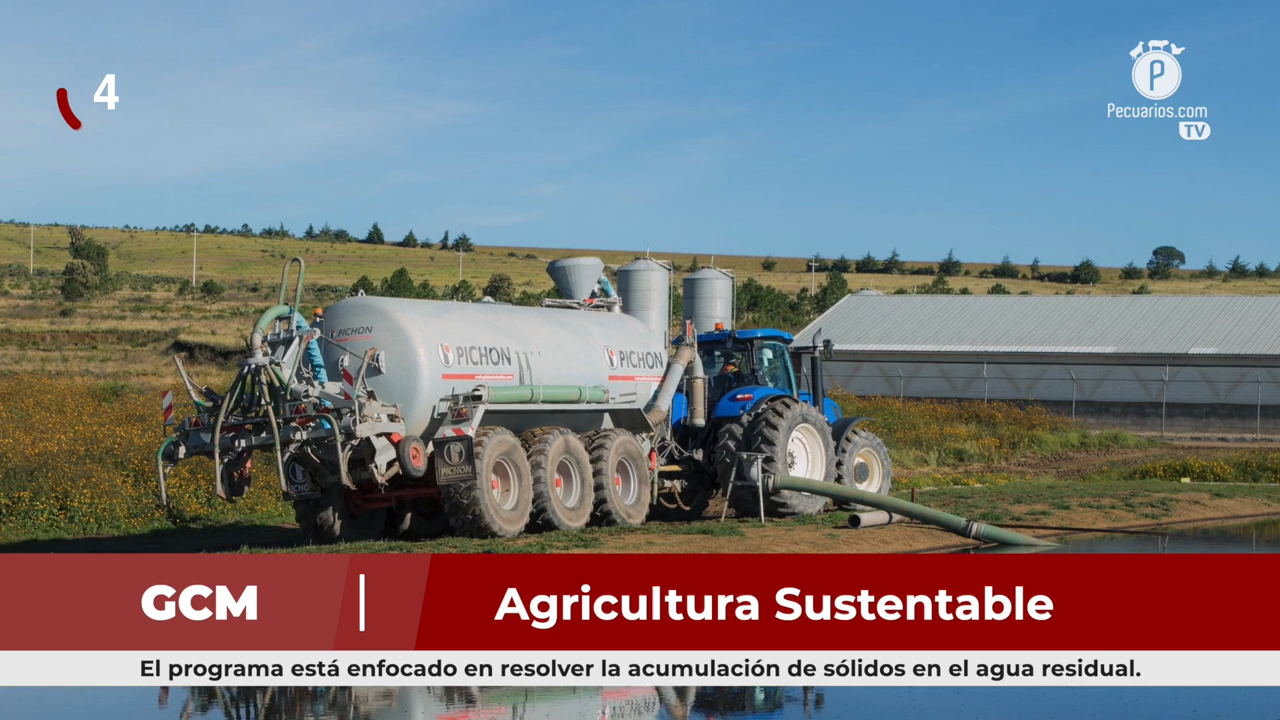 4
P
Pecuarios.com
TV
PICHON
PICHON
PICHON
PICHON
GCM
Agricultura Sustentable
El programa está enfocado en resolver la acumulación de sólidos en el agua residual.